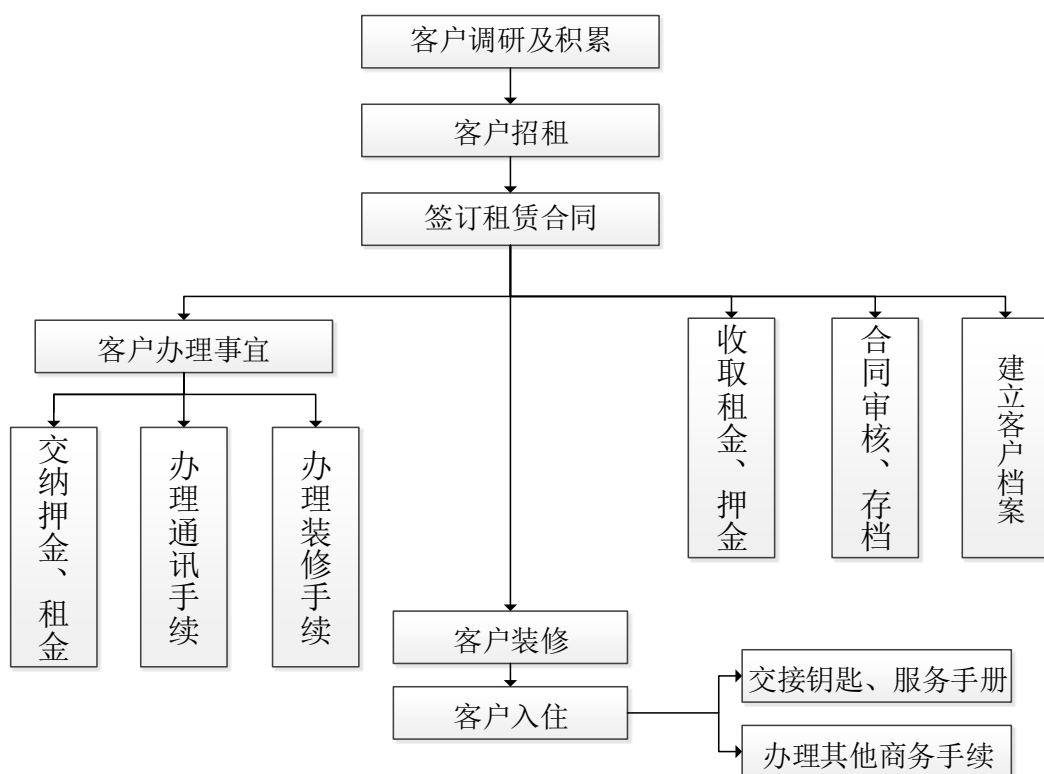 客户调研及积累
客户招租
签订租赁合同
客户办理事宜
交纳押金、租金
办理通讯手续
办理装修手续
收取租金、押金
合同审核、存档
建立客户档案
客户装修
客户入住
交接钥匙、服务手册
办理其他商务手续